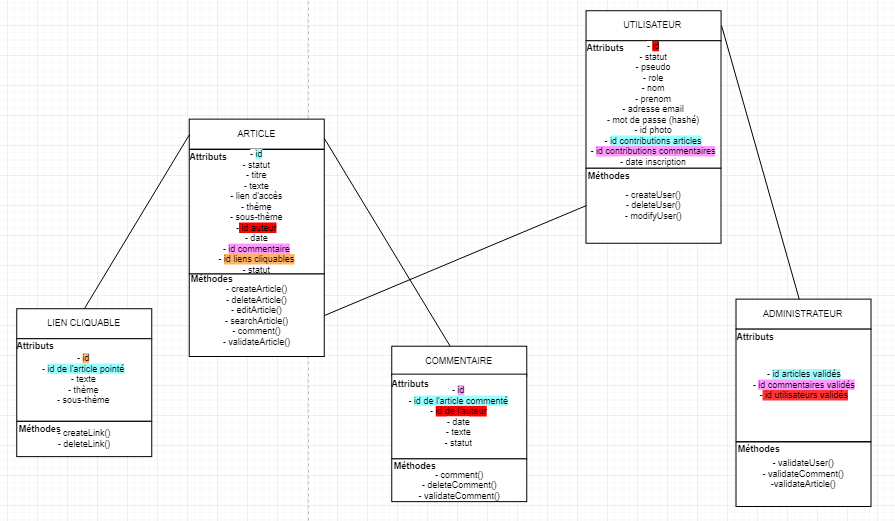 UTILISATEUR
Attributs
- id
- statut
- pseudo
- role
- nom
- prenom
- adresse email
- mot de passe (hashé)
- id photo
- id contributions articles
- id contributions commentaires
- date inscription
Méthodes
- createUser()
- deleteUser()
- modifyUser()
ARTICLE
Attributs
- id
- statut
- titre
- texte
- lien d'accès
- thème
- sous-thème
- id auteur
- date
- id commentaire
- id liens cliquables
- statut
Méthodes
- createArticle()
- deleteArticle()
- editArticle()
- searchArticle()
- comment()
- validateArticle()
LIEN CLIQUABLE
Attributs
- id
- id de l'article pointé
- texte
- thème
- sous-thème
Méthodes
- createLink()
- deleteLink()
COMMENTAIRE
Attributs
- id
- id de l'article commenté
- id de l'auteur
- date
- texte
- statut
Méthodes
- comment()
- deleteComment()
- validateComment()
ADMINISTRATEUR
Attributs
- id articles validés
- id commentaires validés
- id utilisateurs validés
Méthodes
- validateUser()
- validateComment()
-validateArticle()